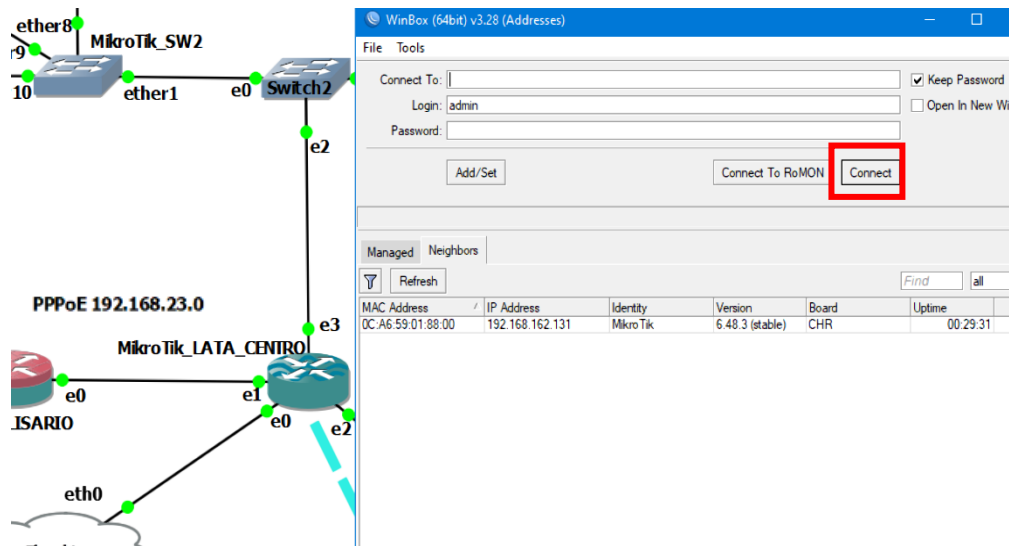 ether8
r9
MikroTik_SW2
10
ether1
e0
Switch2
e2
PPPoE 192.168.23.0
e3
MikroTik_LATA_CENTRO
e0
e1
LISARIO
e0
e2
eth0
WinBox (64bit) v3.28 (Addresses)
File Tools
Connect To:
Keep Password
Login: admin
Open In New Wi
Password:
Add/Set
Connect To RoMON
Connect
Managed Neighbors
Refresh
Find
all
MAC Address IP Address Identity Version Board Uptime
0C:A6:59:01:88:00 192.168.162.131 MikroTik 6.48.3 (stable) CHR 00:29:31